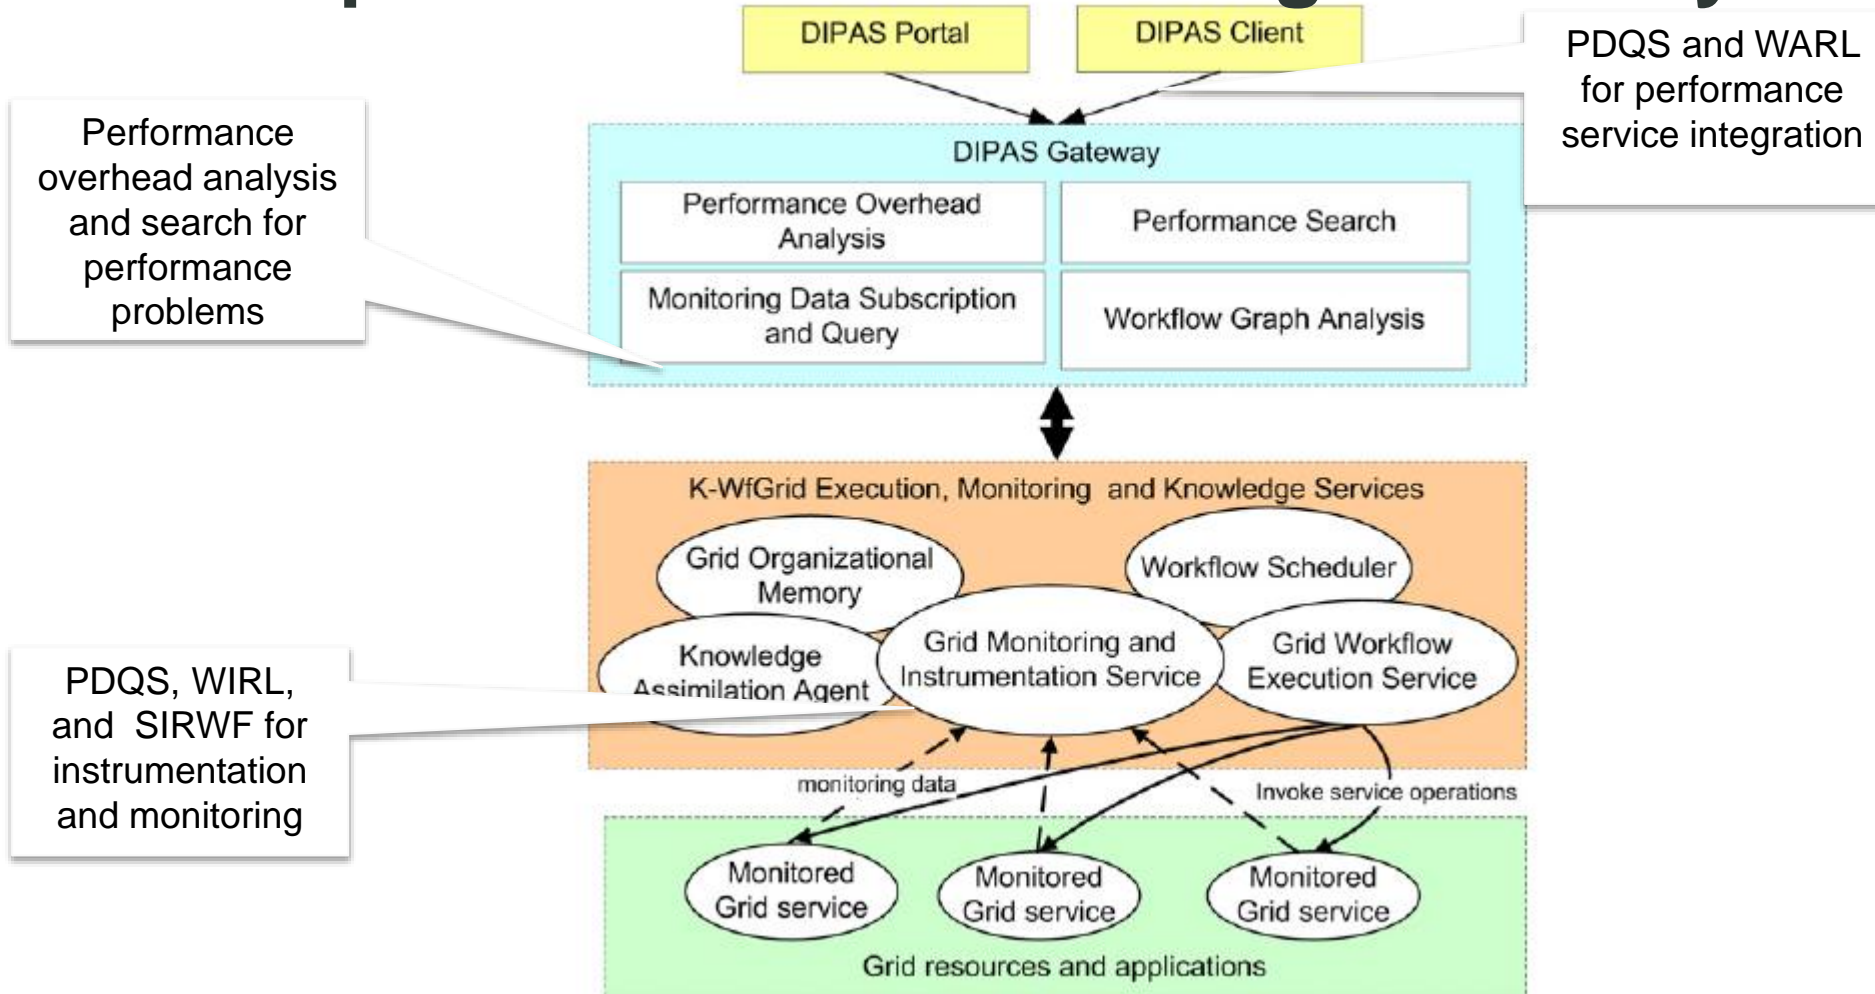 DIPAS Portal
DIPAS Client
PDQS and WARL
for performance
service integration
Performance
overhead analysis
and search for
performance
problems
DIPAS Gateway
Performance Overhead
Analysis
Performance Search
Monitoring Data Subscription
and Query
Workflow Graph Analysis
K-WfGrid Execution, Monitoring and Knowledge Services
Grid Organizational
Memory
Workflow Scheduler
Knowledge
Assimilation Agent
Grid Monitoring and
Instrumentation Service
Grid Workflow
Execution Service
PDQS, WIRL,
and SIRWF for
instrumentation
and monitoring
monitoring data
Invoke service operations
Monitored
Grid service
Monitored
Grid service
Monitored
Grid service
Grid resources and applications